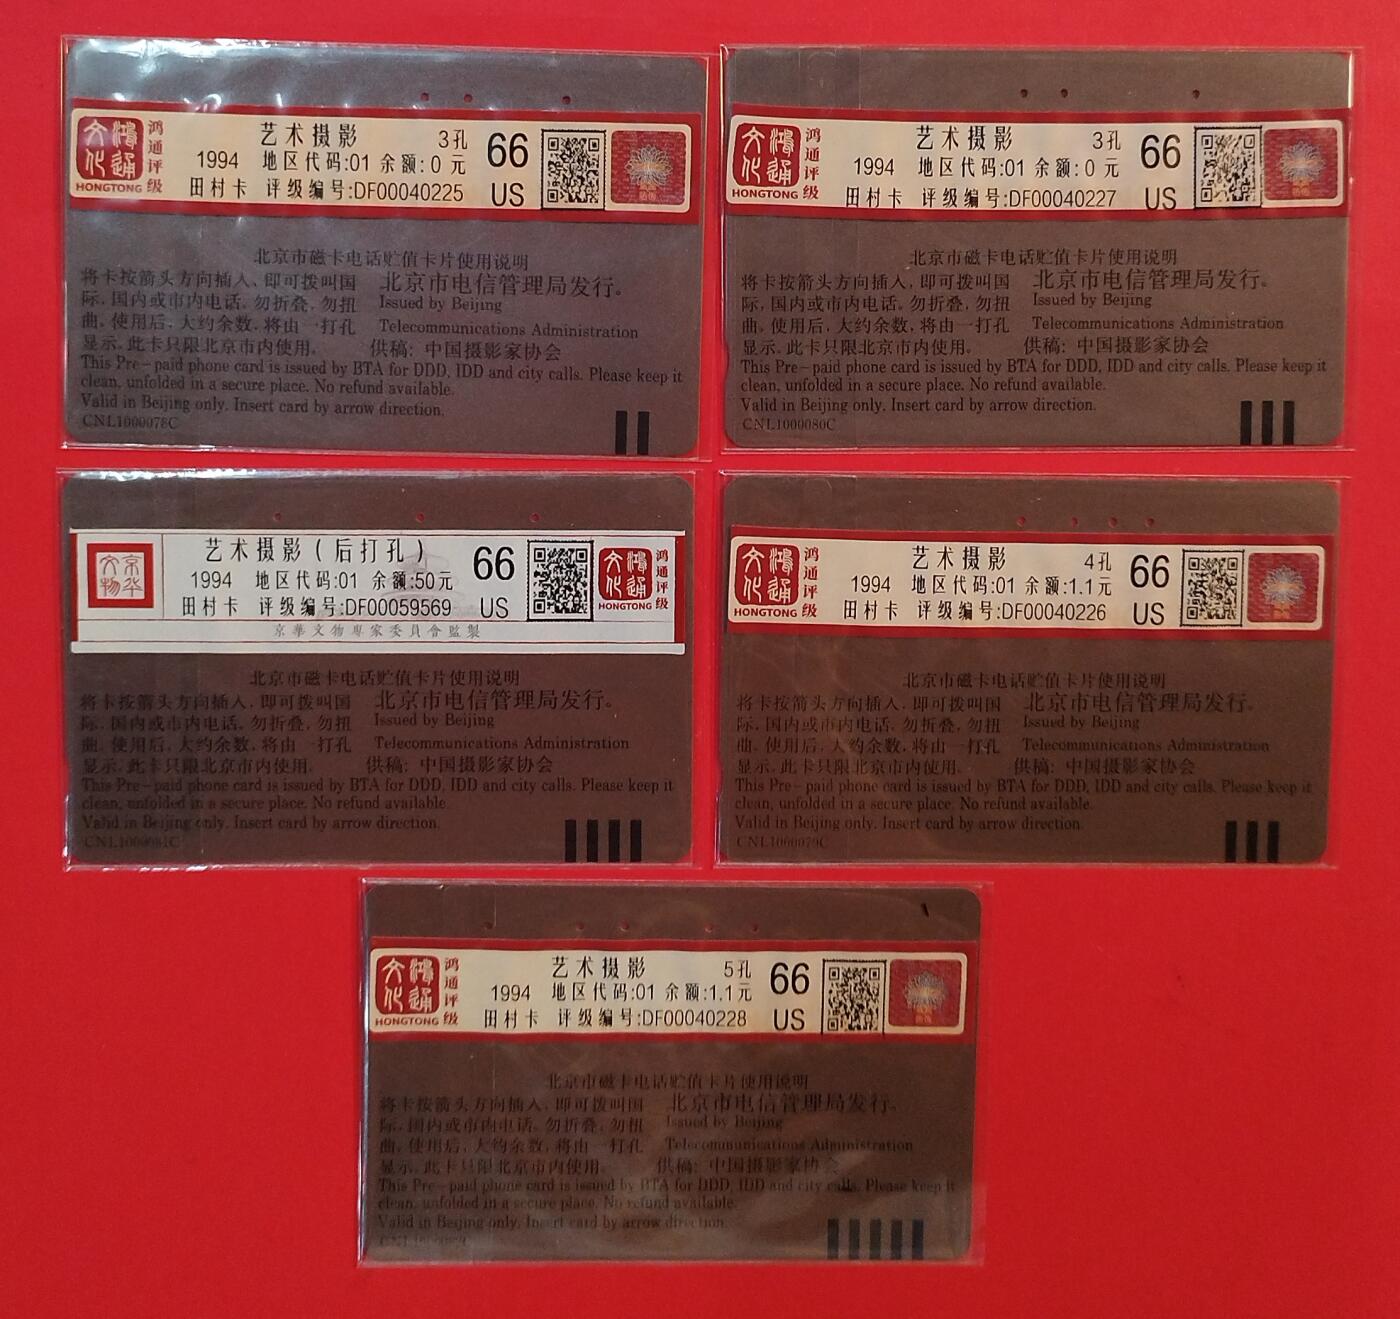 文鸿
化通
HONGTONG
鸿通评级
艺术摄影 3孔
1994 地区代码:01 余额:0 元
田村卡 评级编号:DF00040225
66
US
北京市磁卡电话贮值卡片使用说明
将卡按箭头方向插入、即可拨叫国
际,国内或市内电话。勿折叠,勿扭
曲。使用后,大约余数,将由一打孔
显示。此卡只限北京市内使用。
北京市电信管理局发行。
Issued by Beijing
Telecommunications Administration
供稿: 中国摄影家协会
This Pre-paid phone card is issued by BTA for DDD, IDD and city calls. Please keep it
clean, unfolded in a secure place. No refund available.
Valid in Beijing only. Insert card by arrow direction.
CNL1000078C
文鸿
化通
HONGTONG
鸿通评级
艺术摄影 3孔
1994 地区代码:01 余额:0 元
田村卡 评级编号:DF00040227
66
US
北京市磁卡电话贮值卡片使用说明
将卡按箭头方向插入、即可拨叫国
际,国内或市内电话。勿折叠,勿扭
曲。使用后,大约余数,将由一打孔
显示。此卡只限北京市内使用。
北京市电信管理局发行。
Issued by Beijing
Telecommunications Administration
供稿: 中国摄影家协会
This Pre-paid phone card is issued by BTA for DDD, IDD and city calls. Please keep it
clean, unfolded in a secure place. No refund available.
Valid in Beijing only. Insert card by arrow direction.
CNL1000080C
文京
物华
艺术摄影(后打孔)
1994 地区代码:01 余额:50元
田村卡 评级编号:DF00059569
66
US
文鸿
化通
HONGTONG
鸿通评级
京華文物專家委員會監製
北京市磁卡电话贮值卡片使用说明
将卡按箭头方向插入、即可拨叫国
际,国内或市内电话。勿折叠,勿扭
曲。使用后,大约余数,将由一打孔
显示。此卡只限北京市内使用。
北京市电信管理局发行。
Issued by Beijing
Telecommunications Administration
供稿: 中国摄影家协会
This Pre-paid phone card is issued by BTA for DDD, IDD and city calls. Please keep it
clean, unfolded in a secure place. No refund available.
Valid in Beijing only. Insert card by arrow direction.
CNL1000081C
文鸿
化通
HONGTONG
鸿通评级
艺术摄影 4孔
1994 地区代码:01 余额:1.1元
田村卡 评级编号:DF00040226
66
US
北京市磁卡电话贮值卡片使用说明
将卡按箭头方向插入、即可拨叫国
际,国内或市内电话。勿折叠,勿扭
曲。使用后,大约余数,将由一打孔
显示。此卡只限北京市内使用。
北京市电信管理局发行。
Issued by Beijing
Telecommunications Administration
供稿: 中国摄影家协会
This Pre-paid phone card is issued by BTA for DDD, IDD and city calls. Please keep it
clean, unfolded in a secure place. No refund available.
Valid in Beijing only. Insert card by arrow direction.
CNL1000079C
文鸿
化通
HONGTONG
鸿通评级
艺术摄影 5孔
1994 地区代码:01 余额:1.1元
田村卡 评级编号:DF00040228
66
US
北京市磁卡电话贮值卡片使用说明
将卡按箭头方向插入、即可拨叫国
际,国内或市内电话。勿折叠,勿扭
曲。使用后,大约余数,将由一打孔
显示。此卡只限北京市内使用。
北京市电信管理局发行。
Issued by Beijing
Telecommunications Administration
供稿: 中国摄影家协会
This Pre-paid phone card is issued by BTA for DDD, IDD and city calls. Please keep it
clean, unfolded in a secure place. No refund available.
Valid in Beijing only. Insert card by arrow direction.